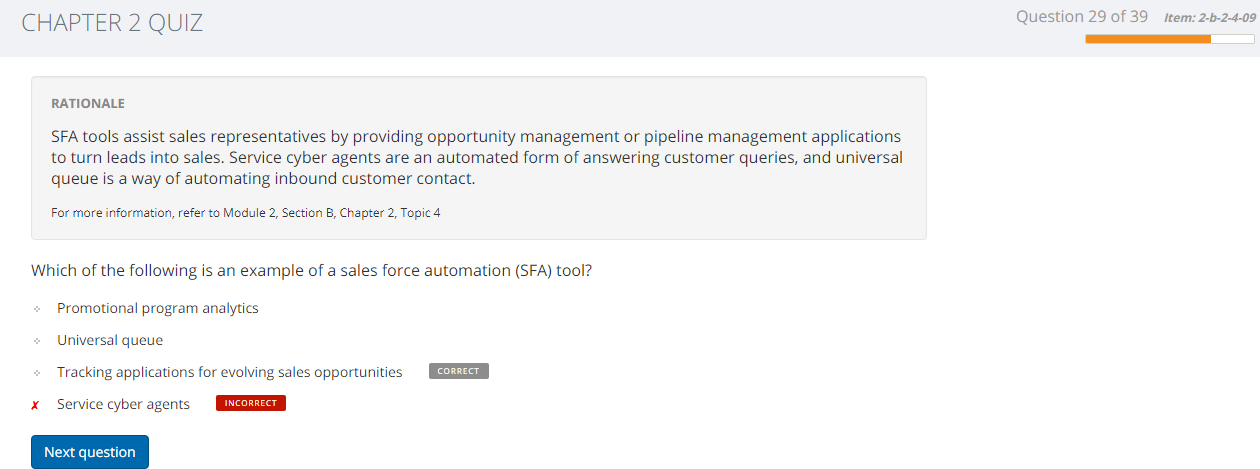 CHAPTER 2 QUIZ
Question 29 of 39 Item: 2-b-2-4-09
RATIONALE
SFA tools assist sales representatives by providing opportunity management or pipeline management applications
to turn leads into sales. Service cyber agents are an automated form of answering customer queries, and universal
queue is a way of automating inbound customer contact.
For more information, refer to Module 2, Section B, Chapter 2, Topic 4
Which of the following is an example of a sales force automation (SFA) tool?
Promotional program analytics
Universal queue
Tracking applications for evolving sales opportunities CORRECT
✗ Service cyber agents INCORRECT
Next question